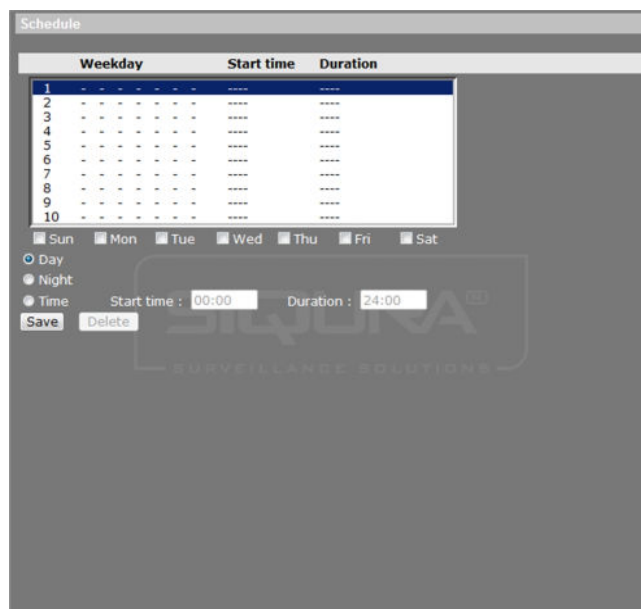 Schedule
Weekday Start time Duration
1 - - - - - - - ---- ----
2 - - - - - - - ---- ----
3 - - - - - - - ---- ----
4 - - - - - - - ---- ----
5 - - - - - - - ---- ----
6 - - - - - - - ---- ----
7 - - - - - - - ---- ----
8 - - - - - - - ---- ----
9 - - - - - - - ---- ----
10 - - - - - - - ---- ----
Sun Mon Tue Wed Thu Fri Sat
Day
Night
Time Start time : 00:00 Duration : 24:00
Save Delete
SIQURA
SURVEILLANCE SOLUTIONS